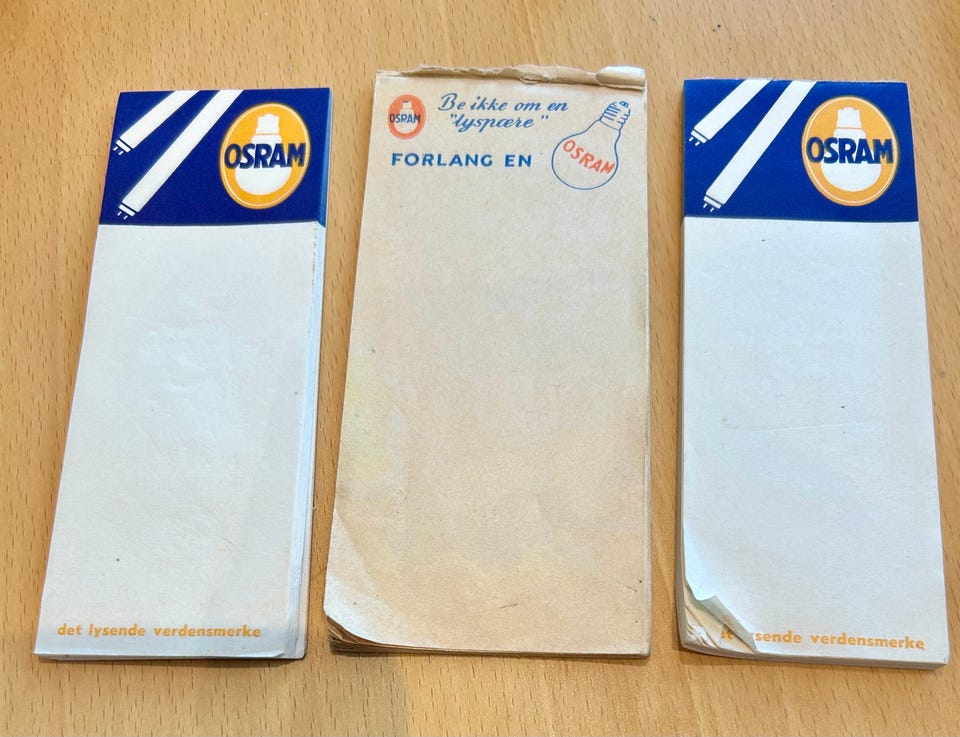 OSRAM
det lysende verdensmerke
OSRAM
Be ikke om en
"lyspære"
FORLANG EN
OSRAM
OSRAM
sende verdensmerke